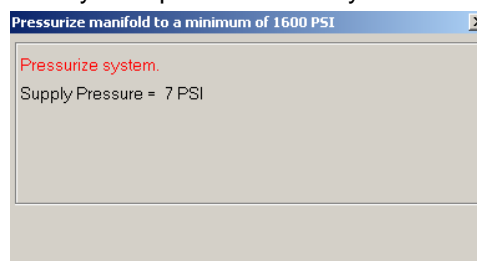 Pressurize manifold to a minimum of 1600 PSI
Pressurize system.
Supply Pressure = 7 PSI